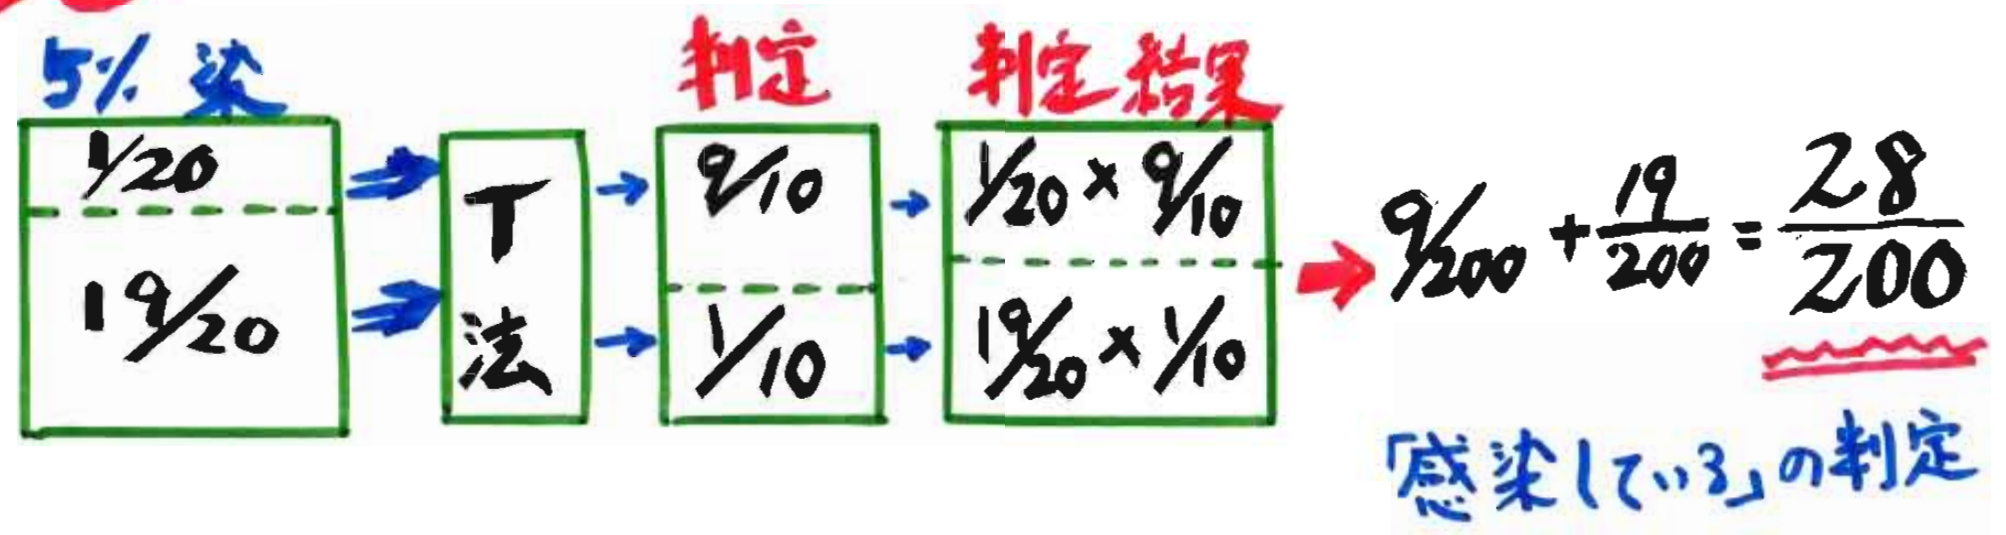 5% 染
判定
判定結果
1/20
19/20
T
法
9/10
1/10
1/20 × 9/10
19/20 × 1/10
9/200 + 19/200 = 28/200
「感染している」の判定